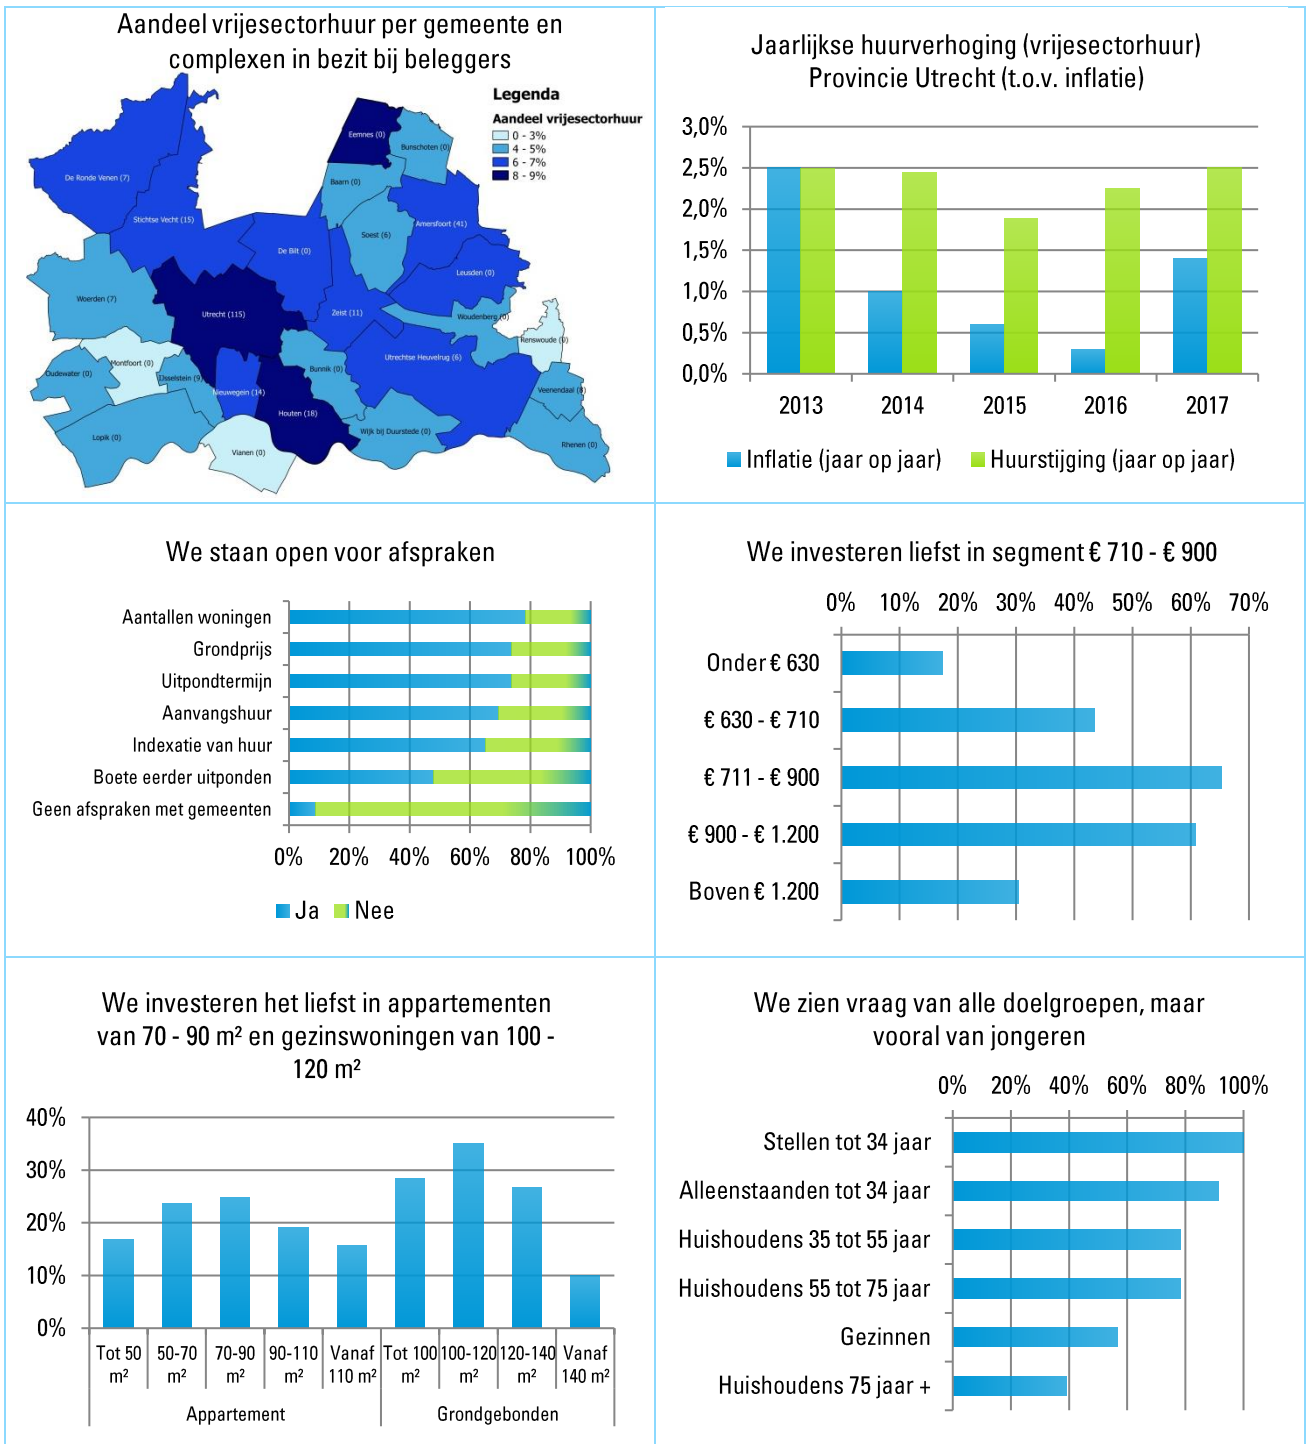 Aandeel vrijesectorhuur per gemeente en
complexen in bezit bij beleggers
Legenda
Aandeel vrijesectorhuur
0 - 3%
4 - 5%
6 - 7%
8 - 9%
Eemnes (0)
Bunschoten (0)
De Ronde Venen (7)
Baarn (0)
Stichtse Vecht (15)
Soest (6)
Amersfoort (41)
De Bilt (0)
Leusden (0)
Woerden (7)
Utrecht (115)
Zeist (11)
Woudenberg (0)
Renswoude (0)
Montfoort (0)
Utrechtse Heuvelrug (6)
Oudewater (0)
IJsselstein (9)
Bunnik (0)
Nieuwegein (14)
Veenendaal (8)
Houten (18)
Lopik (0)
Wijk bij Duurstede (0)
Vianen (0)
Rhenen (0)
Jaarlijkse huurverhoging (vrijesectorhuur)
Provincie Utrecht (t.o.v. inflatie)
3,0%
2,5%
2,0%
1,5%
1,0%
0,5%
0,0%
2013 2014 2015 2016 2017
Inflatie (jaar op jaar) Huurstijging (jaar op jaar)
We staan open voor afspraken
Aantallen woningen
Grondprijs
Uitpondtermijn
Aanvangshuur
Indexatie van huur
Boete eerder uitponden
Geen afspraken met gemeenten
0% 20% 40% 60% 80% 100%
Ja Nee
We investeren liefst in segment € 710 - € 900
0% 10% 20% 30% 40% 50% 60% 70%
Onder € 630
€ 630 - € 710
€ 711 - € 900
€ 900 - € 1.200
Boven € 1.200
We investeren het liefst in appartementen
van 70 - 90 m² en gezinswoningen van 100 -
120 m²
40%
30%
20%
10%
0%
Tot 50 50-70 70-90 90-110 Vanaf Tot 100 100-120 120-140 Vanaf
m² m² m² m² 110 m² m² m² m² 140 m²
Appartement Grondgebonden
We zien vraag van alle doelgroepen, maar
vooral van jongeren
0% 20% 40% 60% 80% 100%
Stellen tot 34 jaar
Alleenstaanden tot 34 jaar
Huishoudens 35 tot 55 jaar
Huishoudens 55 tot 75 jaar
Gezinnen
Huishoudens 75 jaar +